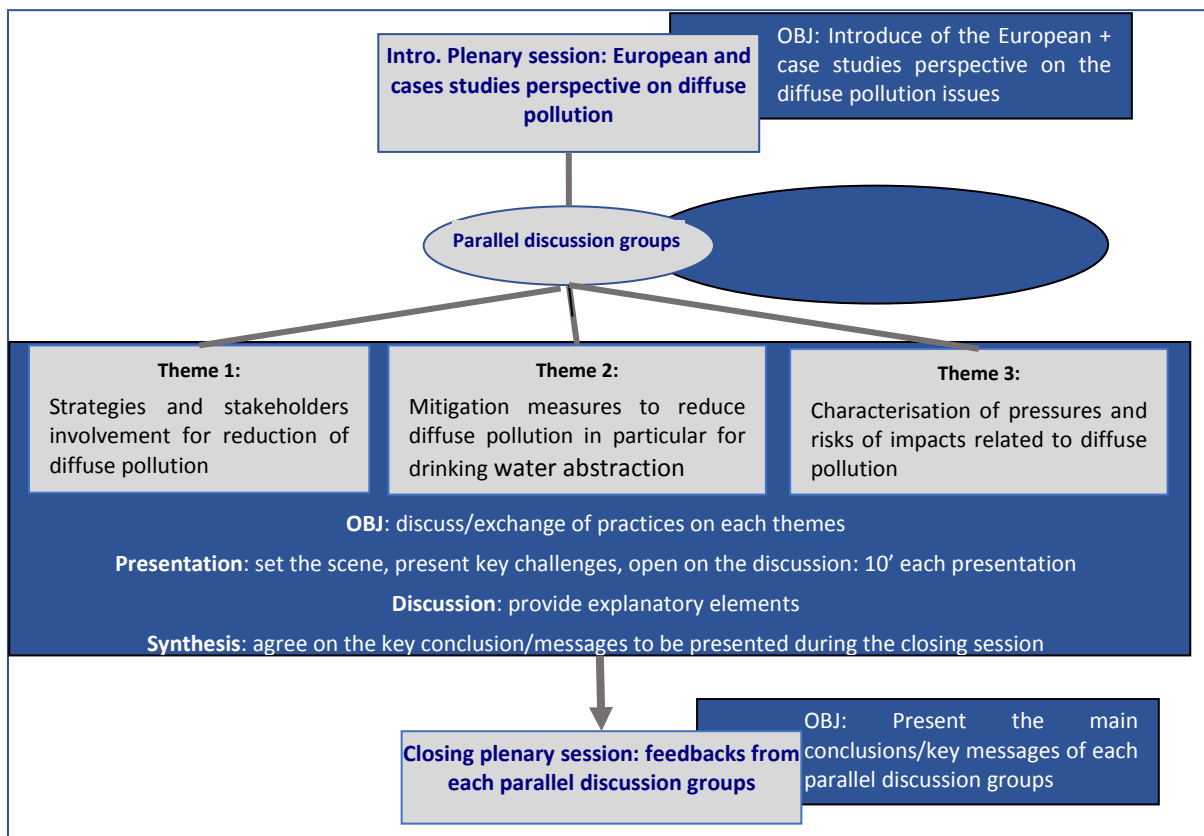 Intro. Plenary session: European and
cases studies perspective on diffuse
pollution
OBJ: Introduce of the European +
case studies perspective on the
diffuse pollution issues
Parallel discussion groups
Theme 1:
Strategies and stakeholders
involvement for reduction of
diffuse pollution
Theme 2:
Mitigation measures to reduce
diffuse pollution in particular for
drinking water abstraction
Theme 3:
Characterisation of pressures and
risks of impacts related to diffuse
pollution
OBJ: discuss/exchange of practices on each themes
Presentation: set the scene, present key challenges, open on the discussion: 10’ each presentation
Discussion: provide explanatory elements
Synthesis: agree on the key conclusion/messages to be presented during the closing session
Closing plenary session: feedbacks from
each parallel discussion groups
OBJ: Present the main
conclusions/key messages of each
parallel discussion groups